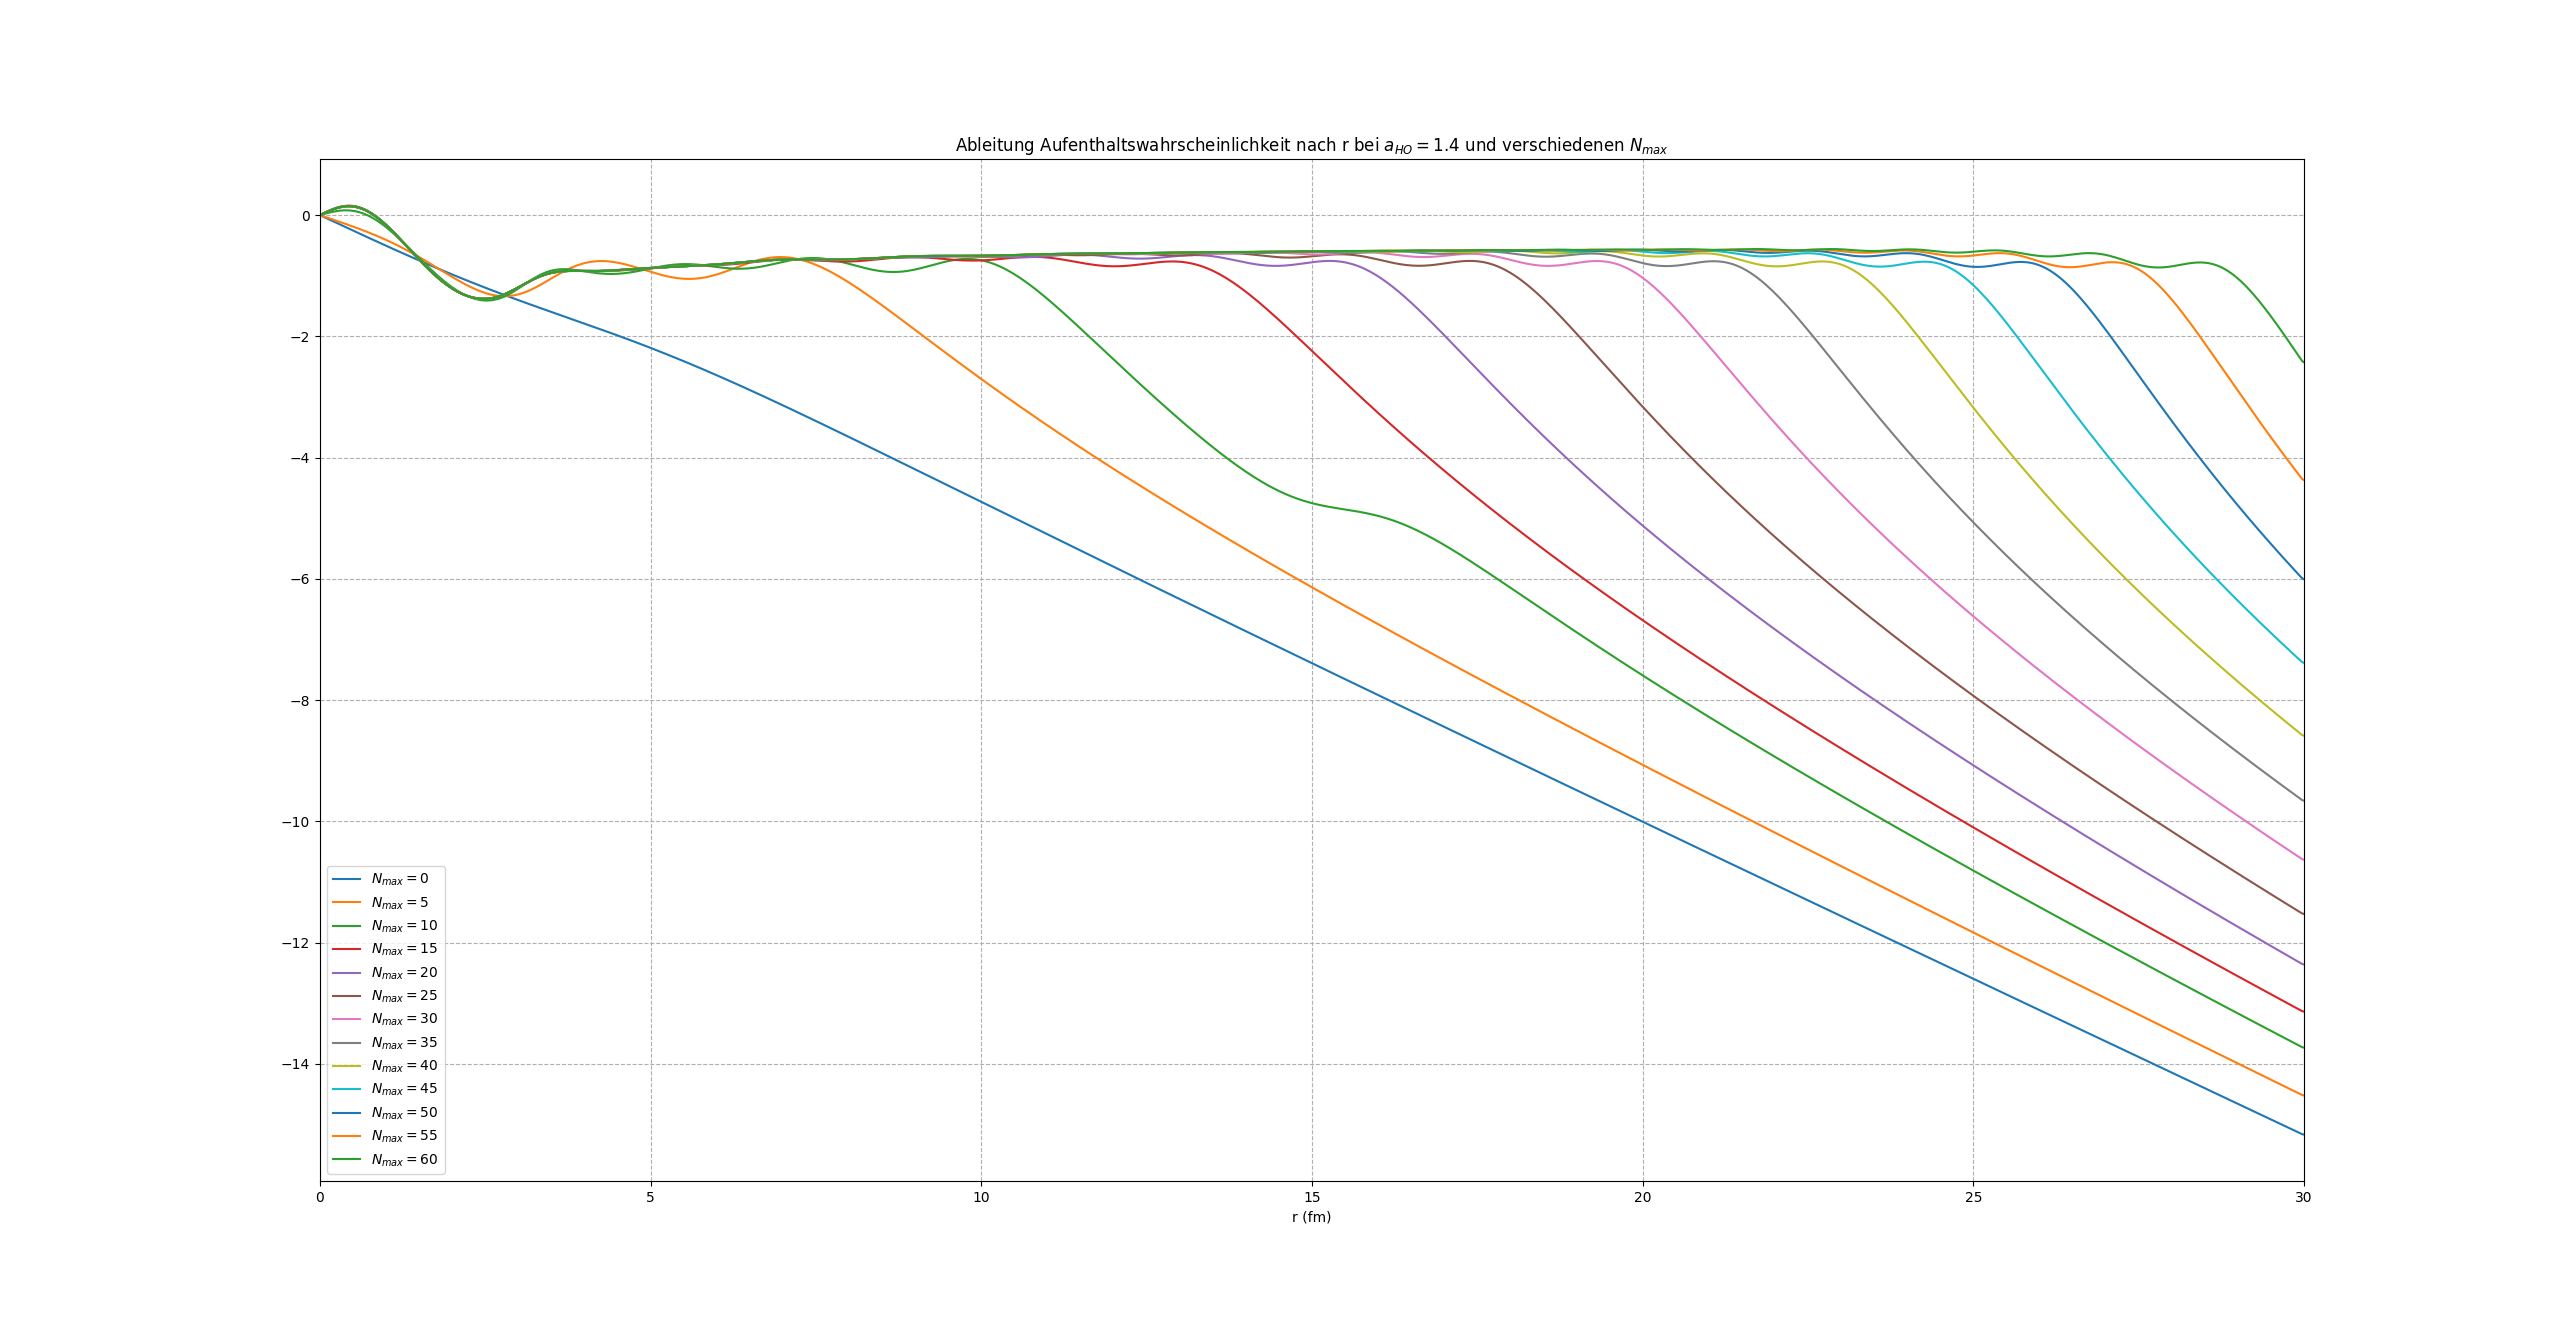 Ableitung Aufenthaltswahrscheinlichkeit nach r bei $a_{HO} = 1.4$ und verschiedenen $N_{max}$
0
−2
−4
−6
−8
−10
−12
−14
$N_{max} = 0$
$N_{max} = 5$
$N_{max} = 10$
$N_{max} = 15$
$N_{max} = 20$
$N_{max} = 25$
$N_{max} = 30$
$N_{max} = 35$
$N_{max} = 40$
$N_{max} = 45$
$N_{max} = 50$
$N_{max} = 55$
$N_{max} = 60$
0 5 10 15 20 25 30
r (fm)